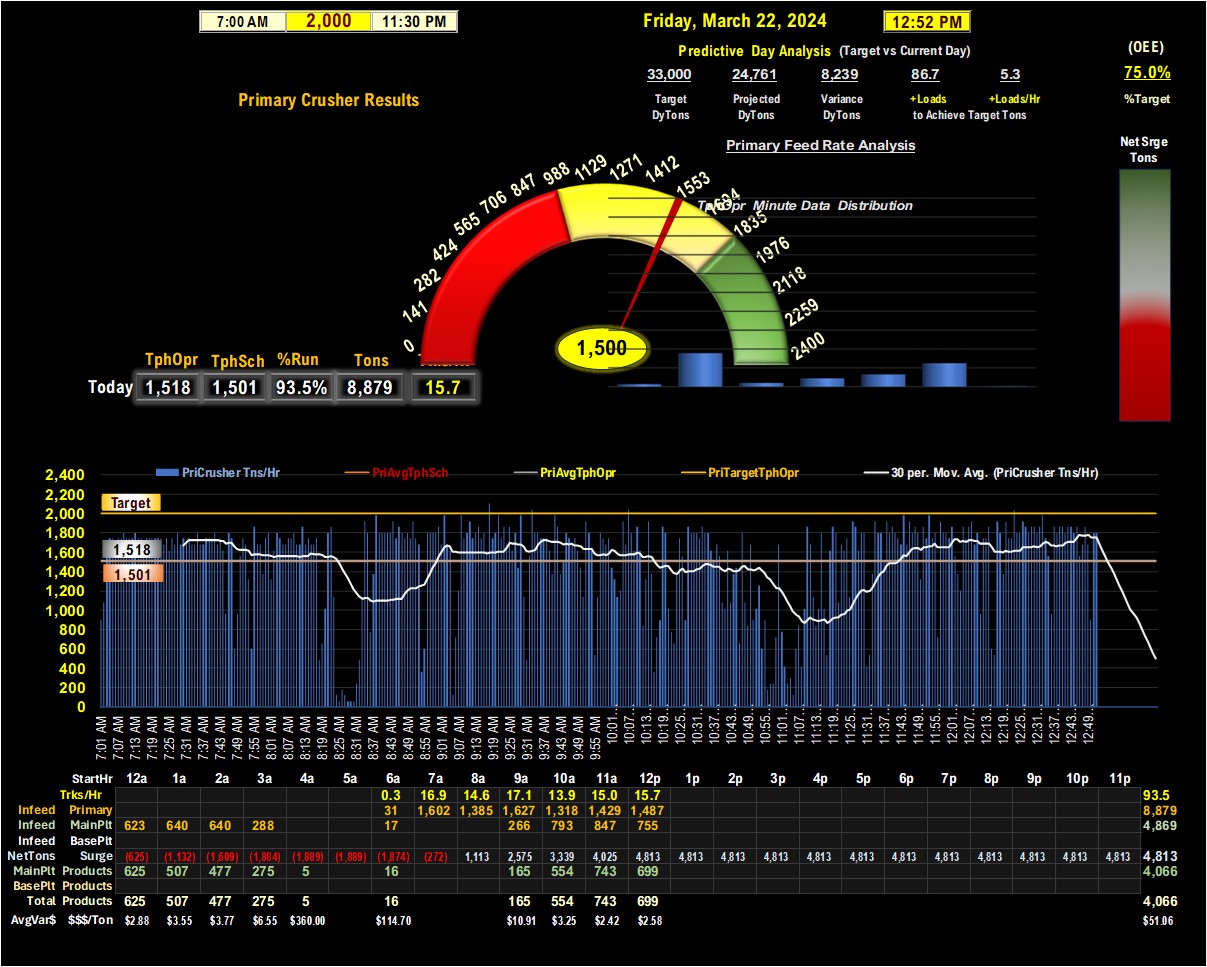 7:00 AM 2,000 11:30 PM
Friday, March 22, 2024 12:52 PM
Predictive Day Analysis (Target vs Current Day)
(OEE)
33,000 24,761 8,239 86.7 5.3
75.0%
Target Projected Variance +Loads +Loads/Hr
%Target
DyTons DyTons DyTons to Achieve Target Tons
Primary Crusher Results
Primary Feed Rate Analysis
Net Srge
Tons
TphOpr Minute Data Distribution
0 141 282 424 565 706 847 988 1129 1271 1412 1553 1694 1835 1976 2118 2259 2400
1,500
TphOpr TphSch %Run Tons
Today 1,518 1,501 93.5% 8,879 15.7
PriCrusher Tns/Hr PriAvgTphSch PriAvgTphOpr PriTargetTphOpr 30 per. Mov. Avg. (PriCrusher Tns/Hr)
2,400
2,200
2,000
1,800
1,600
1,400
1,200
1,000
800
600
400
200
0
Target
1,518
1,501
7:01 AM 7:07 AM 7:13 AM 7:19 AM 7:25 AM 7:31 AM 7:37 AM 7:43 AM 7:49 AM 7:55 AM 8:01 AM 8:07 AM 8:13 AM 8:19 AM 8:25 AM 8:31 AM 8:37 AM 8:43 AM 8:49 AM 8:55 AM 9:01 AM 9:07 AM 9:13 AM 9:19 AM 9:25 AM 9:31 AM 9:37 AM 9:43 AM 9:49 AM 9:55 AM 10:01... 10:07... 10:13... 10:19... 10:25... 10:31... 10:37... 10:43... 10:49... 10:55... 11:01... 11:07... 11:13... 11:19... 11:25... 11:31... 11:37... 11:43... 11:49... 11:55... 12:01... 12:07... 12:13... 12:19... 12:25... 12:31... 12:37... 12:43... 12:49...
StartHr 12a 1a 2a 3a 4a 5a 6a 7a 8a 9a 10a 11a 12p 1p 2p 3p 4p 5p 6p 7p 8p 9p 10p 11p
Trks/Hr 0.3 16.9 14.6 17.1 13.9 15.0 15.7 93.5
Infeed Primary 31 1,602 1,385 1,627 1,318 1,429 1,487 8,879
Infeed MainPlt 623 640 640 288 17 266 793 847 755 4,869
Infeed BasePlt
NetTons Surge (625) (1,132) (1,609) (1,884) (1,889) (1,889) (1,874) (272) 1,113 2,575 3,339 4,025 4,813 4,813 4,813 4,813 4,813 4,813 4,813 4,813 4,813 4,813 4,813 4,813 4,813
MainPlt Products 625 507 477 275 5 16 165 554 743 699 4,066
BasePlt Products
Total Products 625 507 477 275 5 16 165 554 743 699 4,066
AvgVar$ $$$/Ton $2.88 $3.55 $3.77 $6.55 $360.00 $114.70 $10.91 $3.25 $2.42 $2.58 $51.06